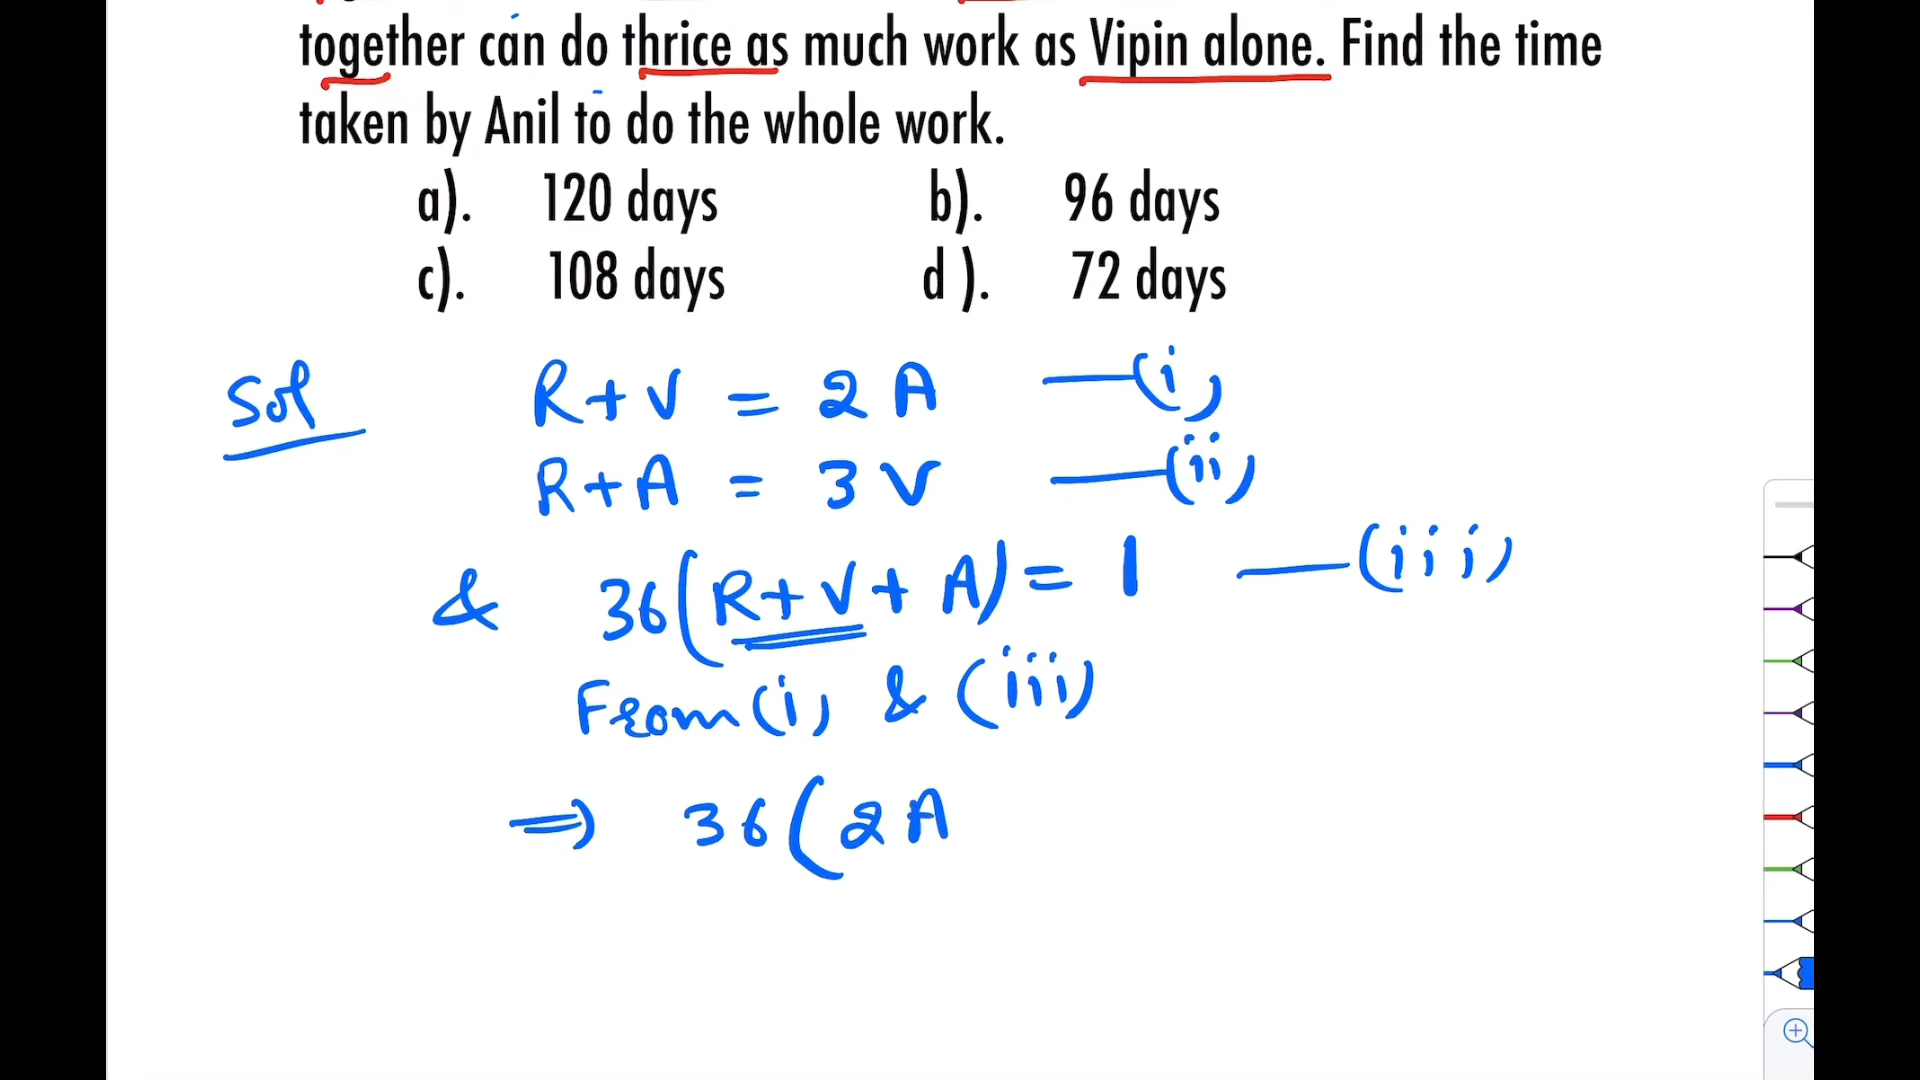 together can do thrice as much work as Vipin alone. Find the time
taken by Anil to do the whole work.
a). 120 days b). 96 days
c). 108 days d ). 72 days
Sol R+V = 2A —(i)
R+A = 3V —(ii)
& 36(R+V+A)=1 —(iii)
From (i) & (iii)
⇒ 36(2A